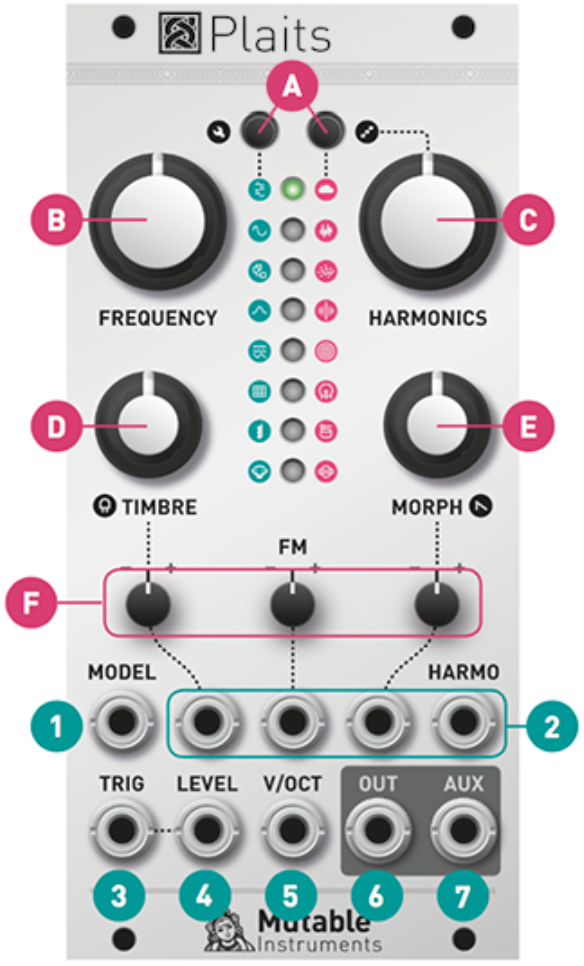 Plaits
A
B
C
FREQUENCY
HARMONICS
D
E
TIMBRE
MORPH
FM
- + - + - +
F
MODEL
HARMO
1
2
TRIG LEVEL V/OCT OUT AUX
3 4 5 6 7
Mutable
Instruments